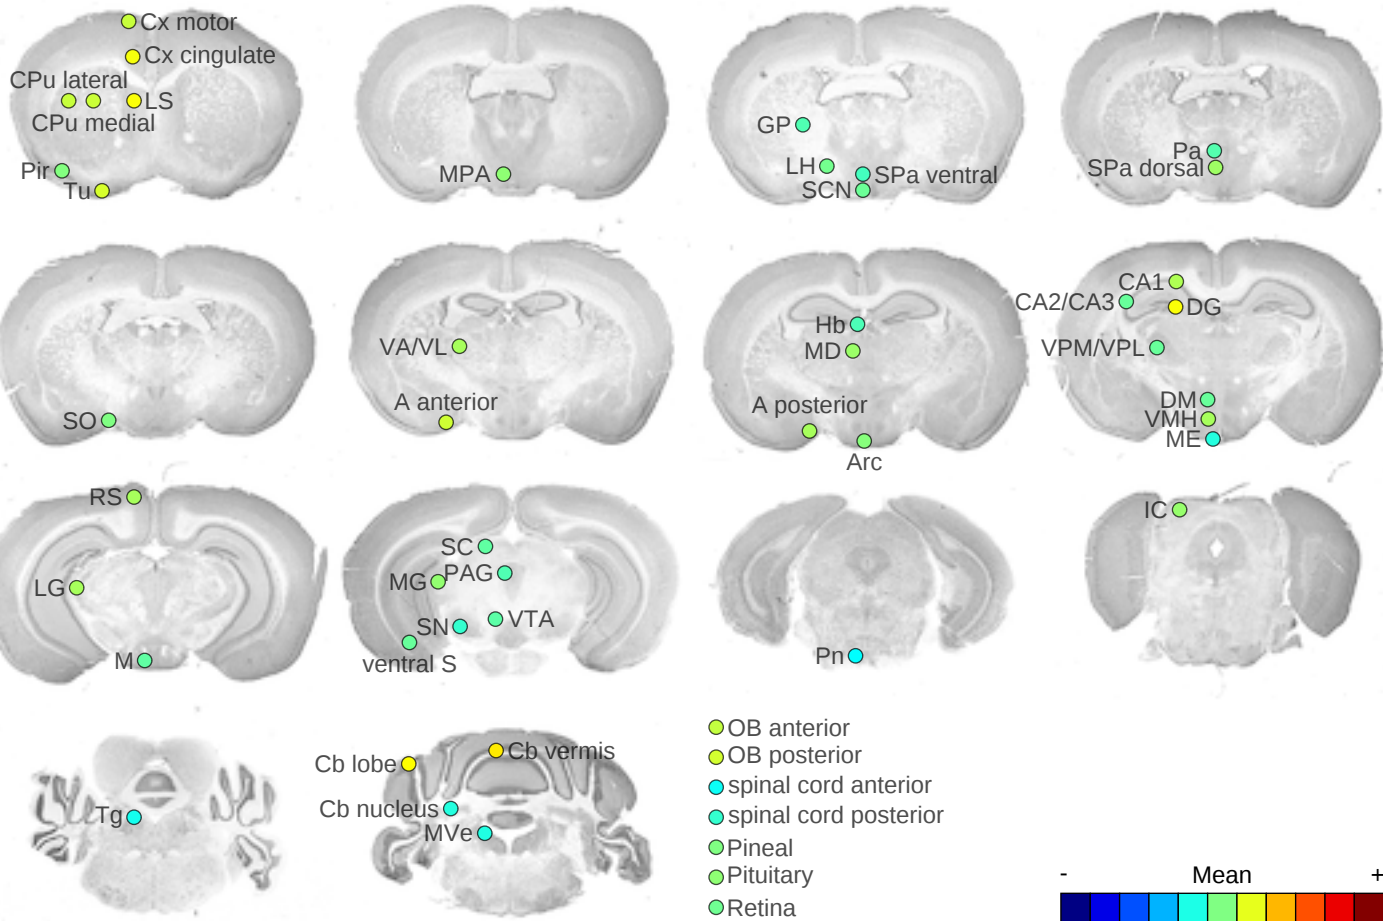 Cx motor
Cx cingulate
CPu lateral
LS
CPu medial
Pir
Tu
MPA
GP
LH
SPa ventral
SCN
Pa
SPa dorsal
SO
VA/VL
A anterior
Hb
MD
A posterior
Arc
CA1
CA2/CA3
DG
VPM/VPL
DM
VMH
ME
RS
LG
M
SC
MG
PAG
SN
VTA
ventral S
Pn
IC
Tg
Cb lobe
Cb vermis
Cb nucleus
MVe
OB anterior
OB posterior
spinal cord anterior
spinal cord posterior
Pineal
Pituitary
Retina
- Mean +